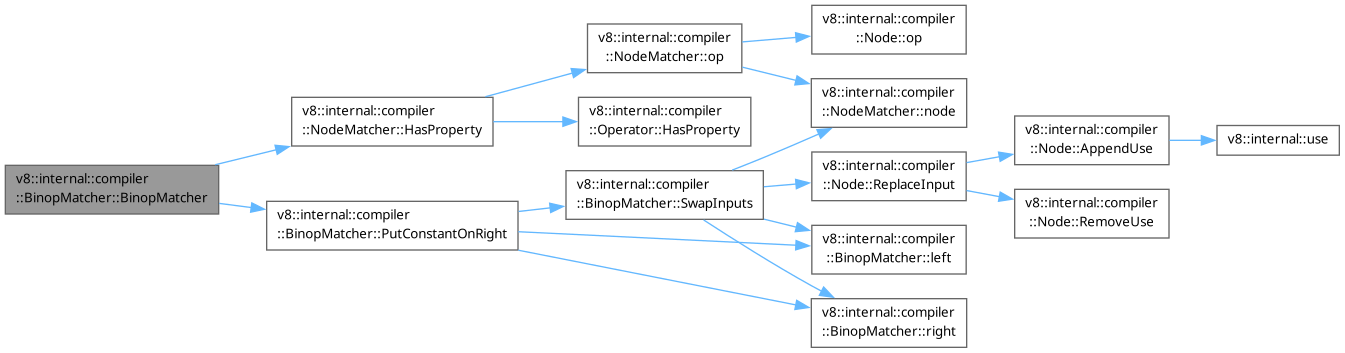 v8::internal::compiler
::BinopMatcher::BinopMatcher
v8::internal::compiler
::NodeMatcher::HasProperty
v8::internal::compiler
::BinopMatcher::PutConstantOnRight
v8::internal::compiler
::NodeMatcher::op
v8::internal::compiler
::Operator::HasProperty
v8::internal::compiler
::BinopMatcher::SwapInputs
v8::internal::compiler
::Node::op
v8::internal::compiler
::NodeMatcher::node
v8::internal::compiler
::Node::ReplaceInput
v8::internal::compiler
::BinopMatcher::left
v8::internal::compiler
::BinopMatcher::right
v8::internal::compiler
::Node::AppendUse
v8::internal::compiler
::Node::RemoveUse
v8::internal::use